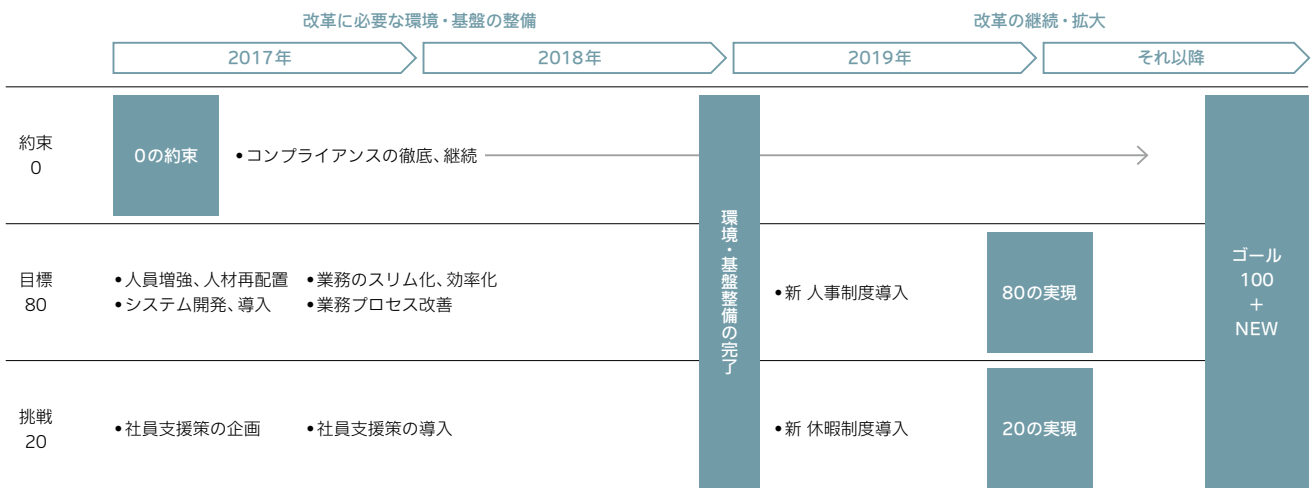 改革に必要な環境・基盤の整備
改革の継続・拡大
2017年
2018年
2019年
それ以降
約束
0
0の約束
•コンプライアンスの徹底、継続
目標
80
•人員増強、人材再配置
•システム開発、導入
•業務のスリム化、効率化
•業務プロセス改善
環境・基盤整備の完了
•新 人事制度導入
80の実現
ゴール
100
+
NEW
挑戦
20
•社員支援策の企画
•社員支援策の導入
•新 休暇制度導入
20の実現